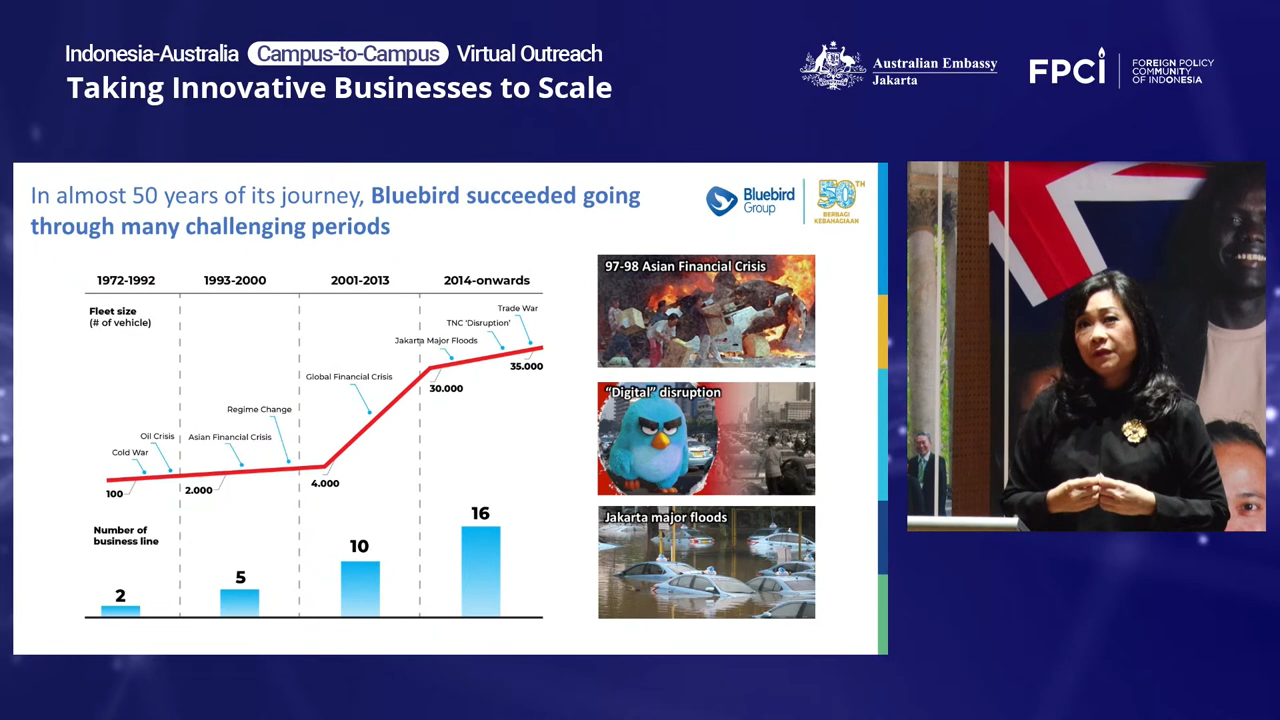 Indonesia-Australia Campus-to-Campus Virtual Outreach
Taking Innovative Businesses to Scale
Australian Embassy
Jakarta
FPCI
FOREIGN POLICY
COMMUNITY
OF INDONESIA
In almost 50 years of its journey, Bluebird succeeded going
through many challenging periods
Bluebird
Group
50TH
BERBAGI
KEBAHAGIAAN
1972-1992 1993-2000 2001-2013 2014-onwards
Fleet size
(# of vehicle)
Trade War
TNC ‘Disruption’
Jakarta Major Floods
35.000
Global Financial Crisis
30.000
Regime Change
Oil Crisis
Asian Financial Crisis
Cold War
4.000
2.000
100
Number of
business line
2
5
10
16
97-98 Asian Financial Crisis
“Digital” disruption
Jakarta major floods